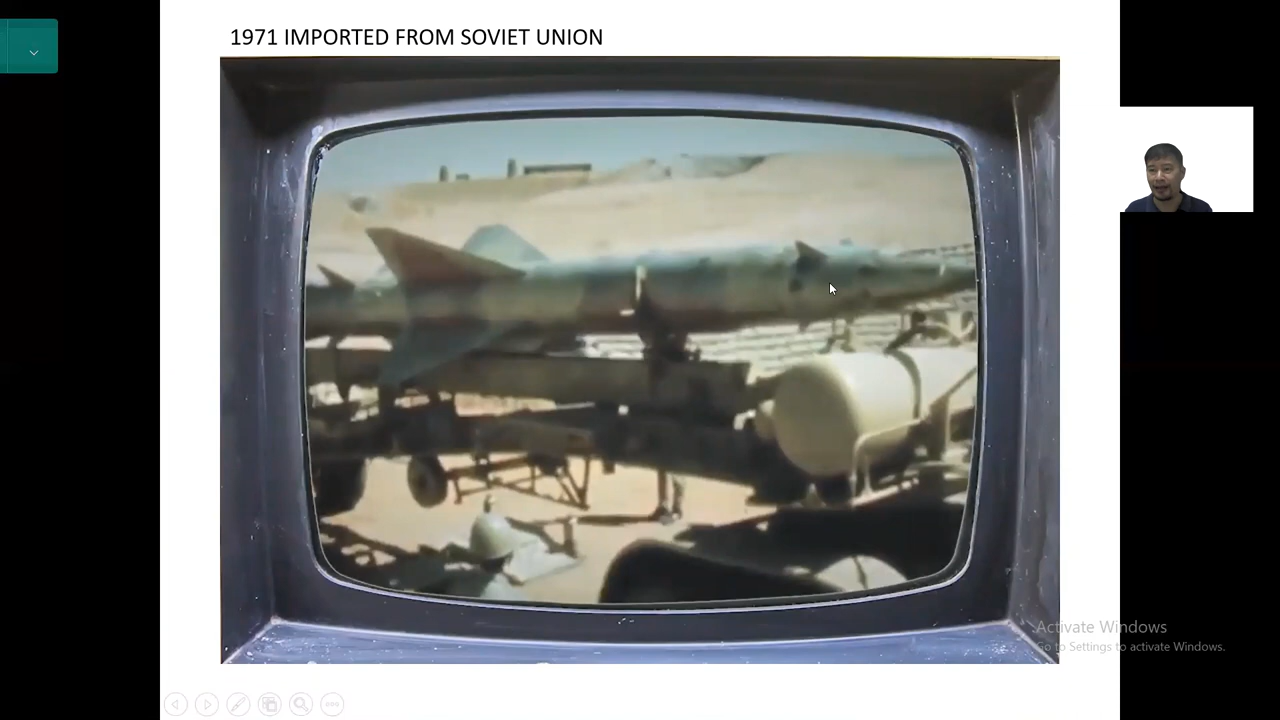 1971 IMPORTED FROM SOVIET UNION
Activate Windows
Go to Settings to activate Windows.